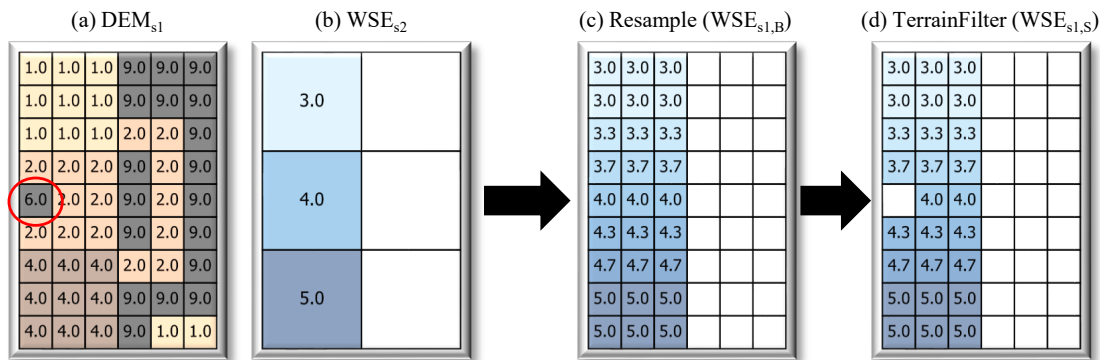 (a) DEMs1 (b) WSEs2 (c) Resample (WSEs1,B) (d) TerrainFilter (WSEs1,S)
1.0 1.0 1.0 9.0 9.0 9.0
1.0 1.0 1.0 9.0 9.0 9.0
1.0 1.0 1.0 2.0 2.0 9.0
2.0 2.0 2.0 9.0 2.0 9.0
6.0 2.0 2.0 9.0 2.0 9.0
2.0 2.0 2.0 9.0 2.0 9.0
4.0 4.0 4.0 2.0 2.0 9.0
4.0 4.0 4.0 9.0 9.0 9.0
4.0 4.0 4.0 9.0 1.0 1.0
3.0
4.0
5.0
3.0 3.0 3.0
3.0 3.0 3.0
3.3 3.3 3.3
3.7 3.7 3.7
4.0 4.0 4.0
4.3 4.3 4.3
4.7 4.7 4.7
5.0 5.0 5.0
5.0 5.0 5.0
3.0 3.0 3.0
3.0 3.0 3.0
3.3 3.3 3.3
3.7 3.7 3.7
4.0 4.0
4.3 4.3 4.3
4.7 4.7 4.7
5.0 5.0 5.0
5.0 5.0 5.0